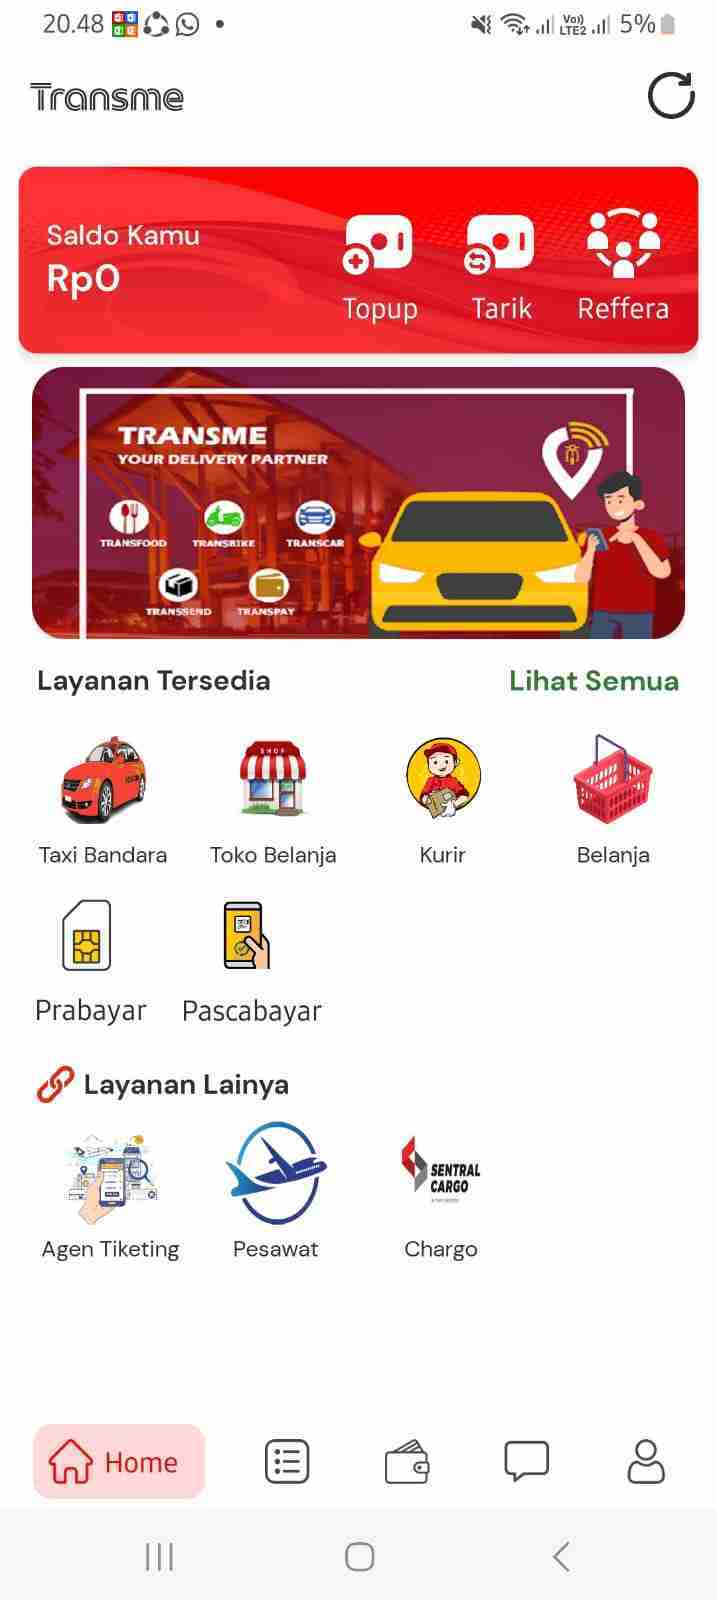 20.48
Vo))
LTE2
5%
Transme
Saldo Kamu
Rp0
Topup
Tarik
Reffera
TRANSME
YOUR DELIVERY PARTNER
TRANSFOOD
TRANSBIKE
TRANSCAR
TRANSSEND
TRANSPAY
Layanan Tersedia
Lihat Semua
SHOP
Taxi Bandara
Toko Belanja
Kurir
Belanja
Prabayar
Pascabayar
Layanan Lainya
SENTRAL
CARGO
Agen Tiketing
Pesawat
Chargo
Home